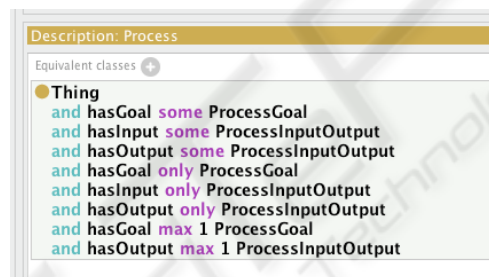 Description: Process
Equivalent classes
Thing
and hasGoal some ProcessGoal
and hasInput some ProcessInputOutput
and hasOutput some ProcessInputOutput
and hasGoal only ProcessGoal
and hasInput only ProcessInputOutput
and hasOutput only ProcessInputOutput
and hasGoal max 1 ProcessGoal
and hasOutput max 1 ProcessInputOutput